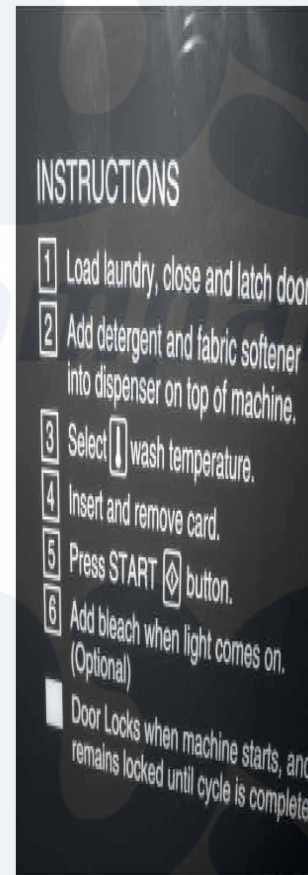 INSTRUCTIONS
1 Load laundry, close and latch door
2 Add detergent and fabric softener
into dispenser on top of machine.
3 Select wash temperature.
4 Insert and remove card.
5 Press START button.
6 Add bleach when light comes on.
(Optional)
Door Locks when machine starts, and
remains locked until cycle is complete